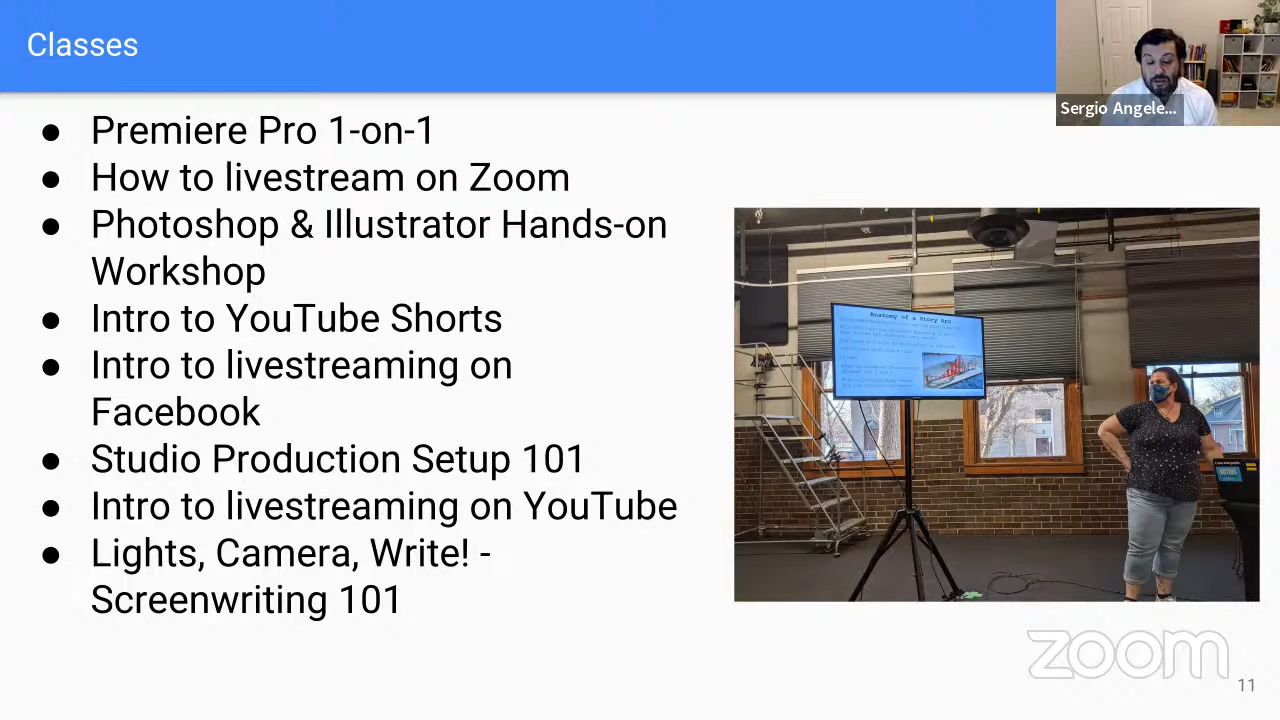 Classes
Sergio Angele...
● Premiere Pro 1-on-1
● How to livestream on Zoom
● Photoshop & Illustrator Hands-on
Workshop
● Intro to YouTube Shorts
● Intro to livestreaming on
Facebook
● Studio Production Setup 101
● Intro to livestreaming on YouTube
● Lights, Camera, Write! -
Screenwriting 101
Anatomy of a Story Arc
zoom
11